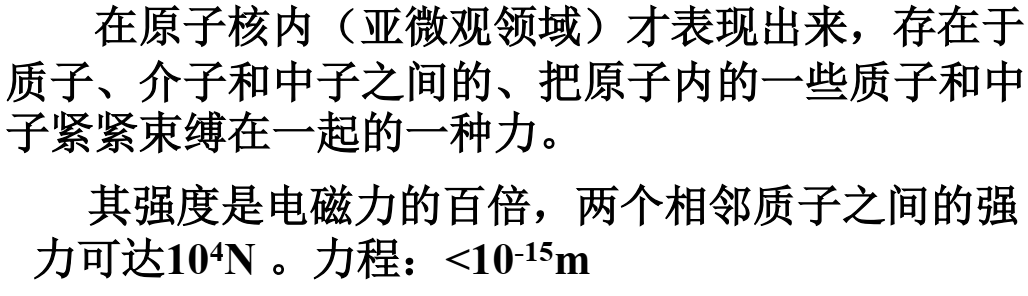 在原子核内（亚微观领域）才表现出来，存在于
质子、介子和中子之间的、把原子内的一些质子和中
子紧紧束缚在一起的一种力。
其强度是电磁力的百倍，两个相邻质子之间的强
力可达10⁴N 。力程：<10⁻¹⁵m